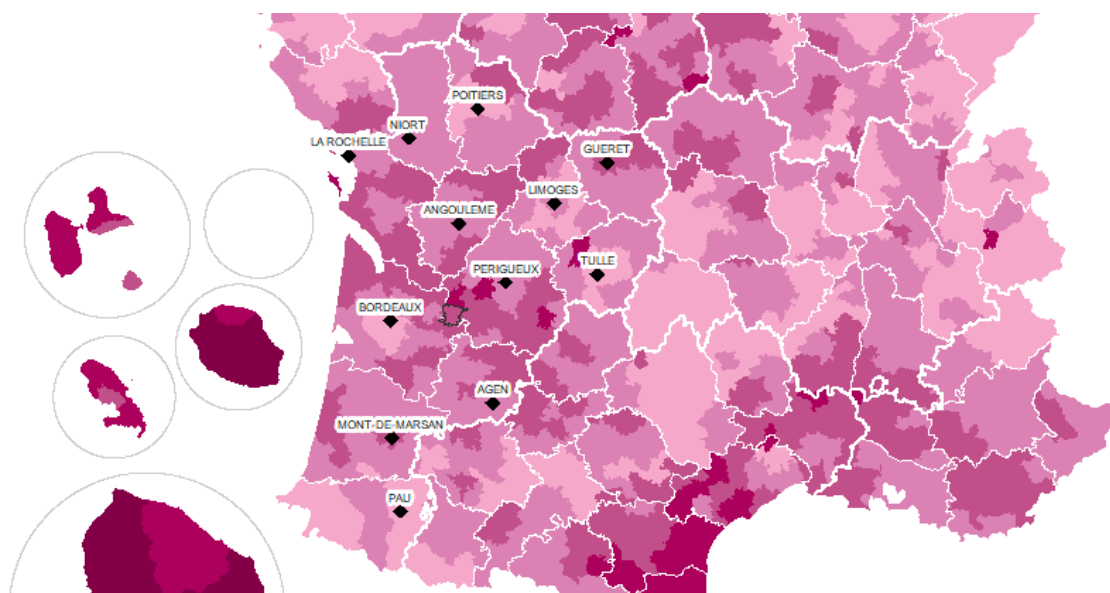 POITIERS
NIORT
LA ROCHELLE
GUERET
LIMOGES
ANGOULEME
PERIGUEUX
TULLE
BORDEAUX
AGEN
MONT-DE-MARSAN
PAU